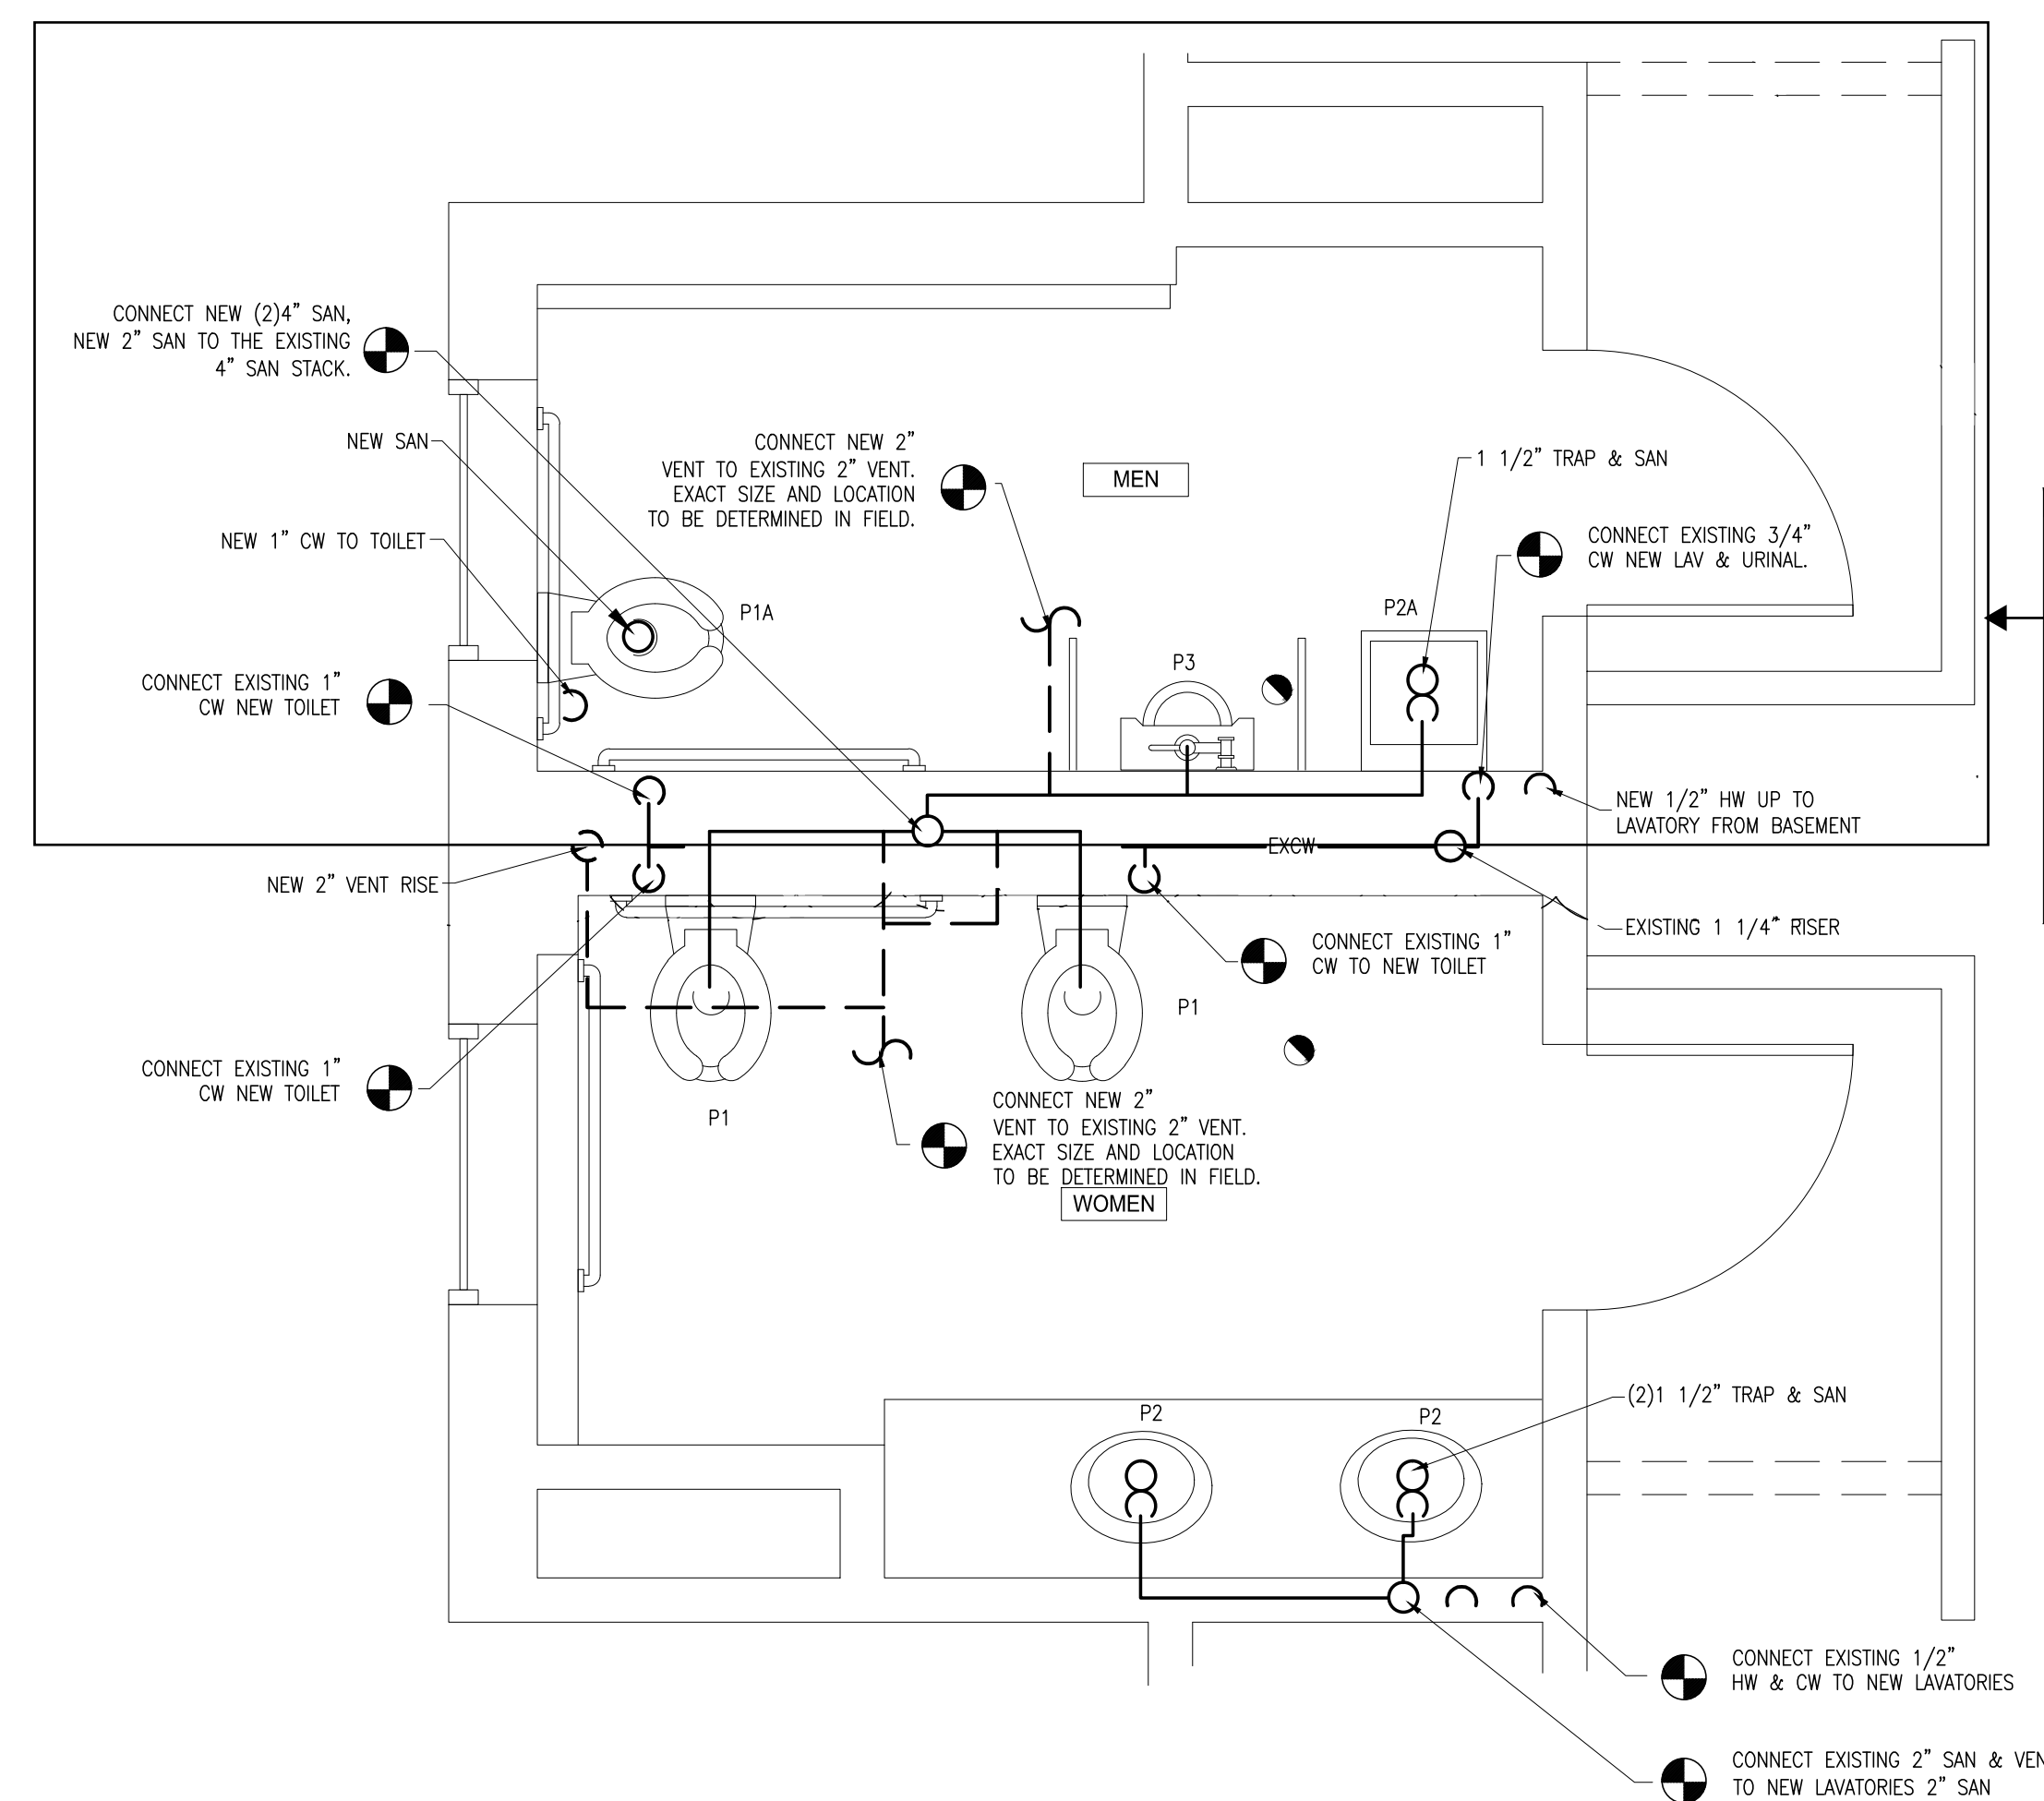 CONNECT NEW (2)4" SAN,
NEW 2" SAN TO THE EXISTING
4" SAN STACK.
NEW SAN
CONNECT NEW 2"
VENT TO EXISTING 2" VENT.
EXACT SIZE AND LOCATION
TO BE DETERMINED IN FIELD.
MEN
1 1/2" TRAP & SAN
NEW 1" CW TO TOILET
CONNECT EXISTING 3/4"
CW NEW LAV & URINAL.
P1A
P2A
P3
CONNECT EXISTING 1"
CW NEW TOILET
NEW 1/2" HW UP TO
LAVATORY FROM BASEMENT
EXCW
NEW 2" VENT RISE
EXISTING 1 1/4" RISER
CONNECT EXISTING 1"
CW TO NEW TOILET
P1
CONNECT EXISTING 1"
CW NEW TOILET
P1
CONNECT NEW 2"
VENT TO EXISTING 2" VENT.
EXACT SIZE AND LOCATION
TO BE DETERMINED IN FIELD.
WOMEN
(2)1 1/2" TRAP & SAN
P2
P2
CONNECT EXISTING 1/2"
HW & CW TO NEW LAVATORIES
CONNECT EXISTING 2" SAN & VEN
TO NEW LAVATORIES 2" SAN